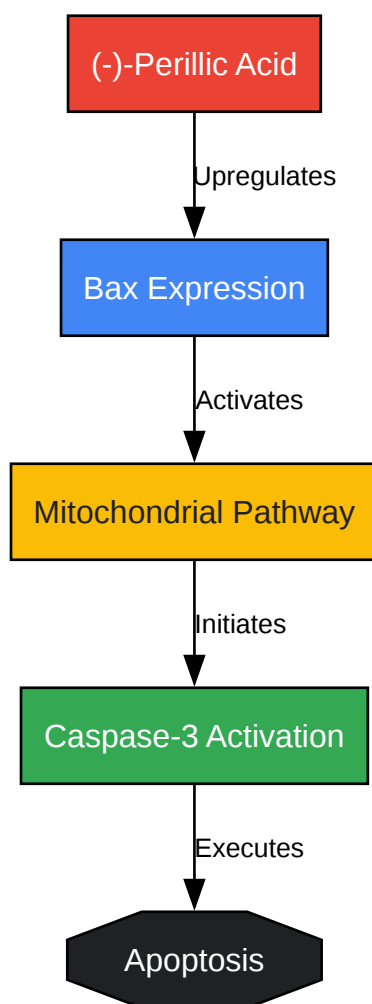 (-)-Perillic Acid
Upregulates
Bax Expression
Activates
Mitochondrial Pathway
Initiates
Caspase-3 Activation
Executes
Apoptosis